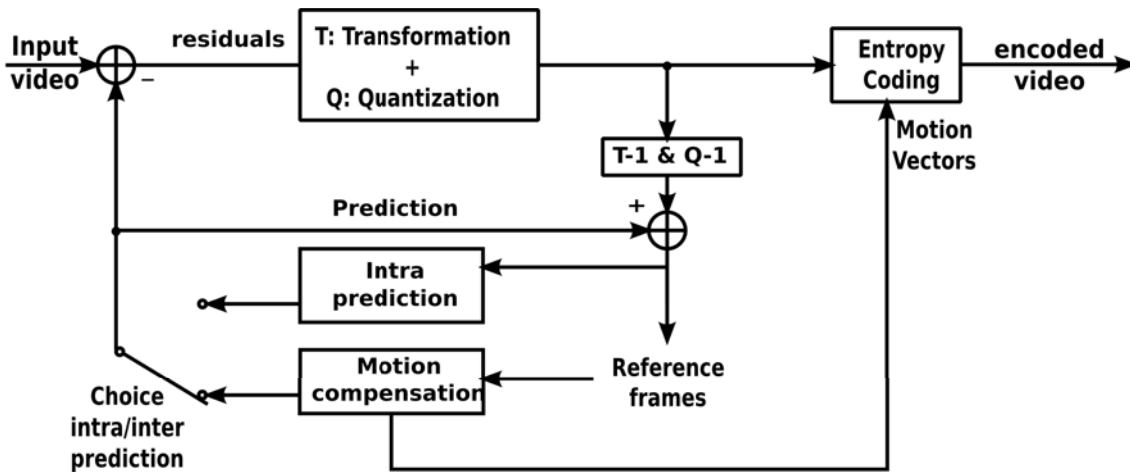 Input
video
−
residuals
T: Transformation
+
Q: Quantization
Entropy
Coding
encoded
video
Motion
Vectors
T-1 & Q-1
+
Prediction
Intra
prediction
Motion
compensation
Reference
frames
Choice
intra/inter
prediction